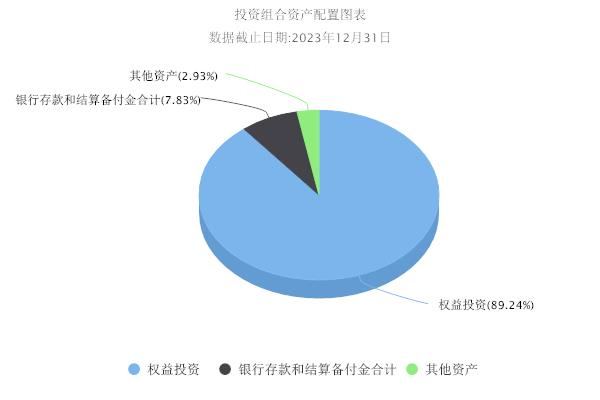 投资组合资产配置图表
数据截止日期:2023年12月31日
其他资产(2.93%)
银行存款和结算备付金合计(7.83%)
权益投资(89.24%)
权益投资 银行存款和结算备付金合计 其他资产